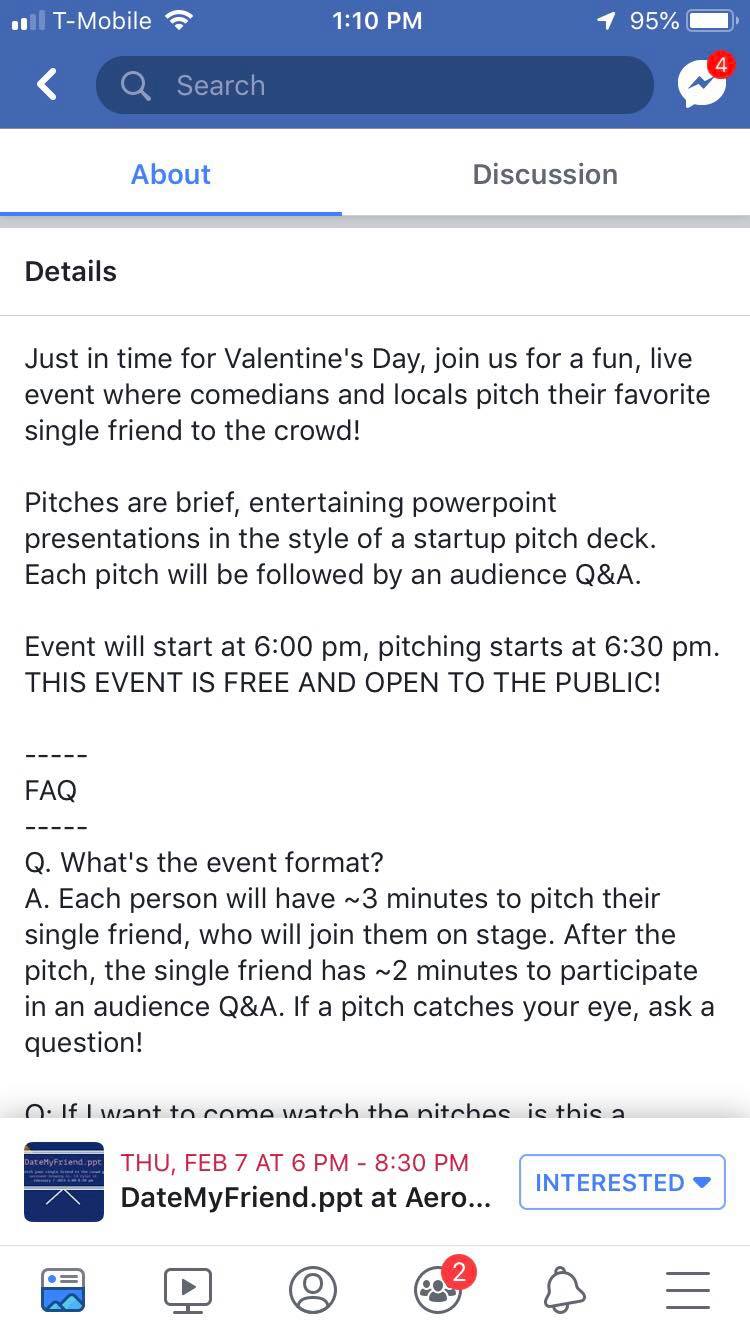 T-Mobile 1:10 PM 95%
Search
4
About Discussion
Details
Just in time for Valentine's Day, join us for a fun, live
event where comedians and locals pitch their favorite
single friend to the crowd!
Pitches are brief, entertaining powerpoint
presentations in the style of a startup pitch deck.
Each pitch will be followed by an audience Q&A.
Event will start at 6:00 pm, pitching starts at 6:30 pm.
THIS EVENT IS FREE AND OPEN TO THE PUBLIC!
-----
FAQ
-----
Q. What's the event format?
A. Each person will have ~3 minutes to pitch their
single friend, who will join them on stage. After the
pitch, the single friend has ~2 minutes to participate
in an audience Q&A. If a pitch catches your eye, ask a
question!
Q: If I want to come watch the pitches, is this a
DateMyFriend.ppt
THU, FEB 7 AT 6 PM - 8:30 PM
DateMyFriend.ppt at Aero...
INTERESTED
2